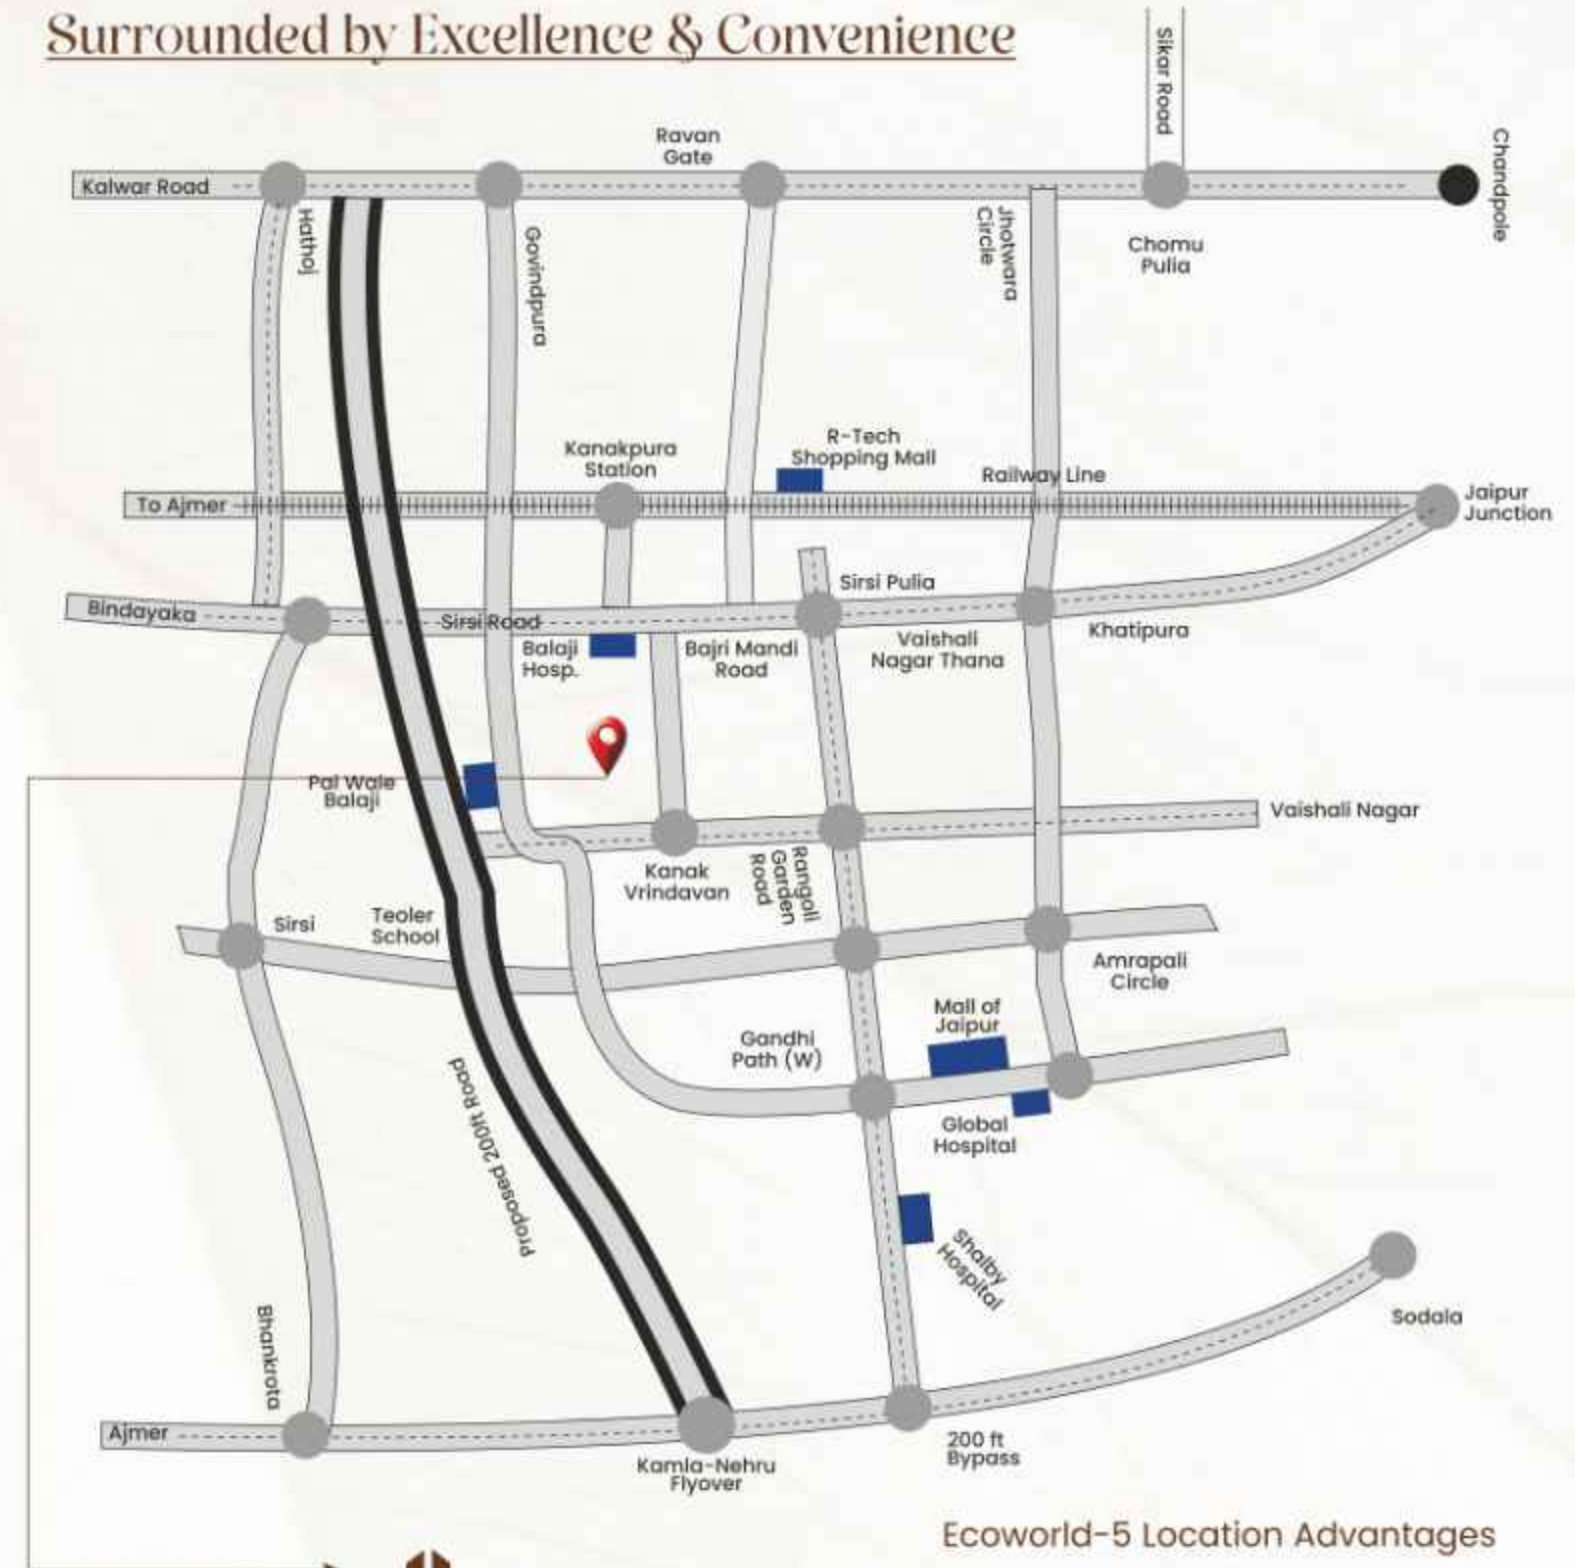 Surrounded by Excellence & Convenience
Sikar Road
Chandpole
Ravan
Gate
Kalwar Road
Hathoj
Govindpura
Jhotwara
Circle
Chomu
Pulia
R-Tech
Shopping Mall
Kanakpura
Station
Railway Line
To Ajmer
Jaipur
Junction
Sirsi Pulia
Bindayaka
Sirsi Road
Khatipura
Balaji
Hosp.
Bajri Mandi
Road
Vaishali
Nagar Thana
Pal Wale
Balaji
Vaishali Nagar
Kanak
Vrindavan
Rangoli
Garden
Road
Sirsi
Teoler
School
Amrapali
Circle
Mall of
Jaipur
Gandhi
Path (W)
Proposed 200ft Road
Global
Hospital
Shalby
Hospital
Bhankrota
Sodala
Ajmer
200 ft
Bypass
Kamla-Nehru
Flyover
Ecoworld-5 Location Advantages